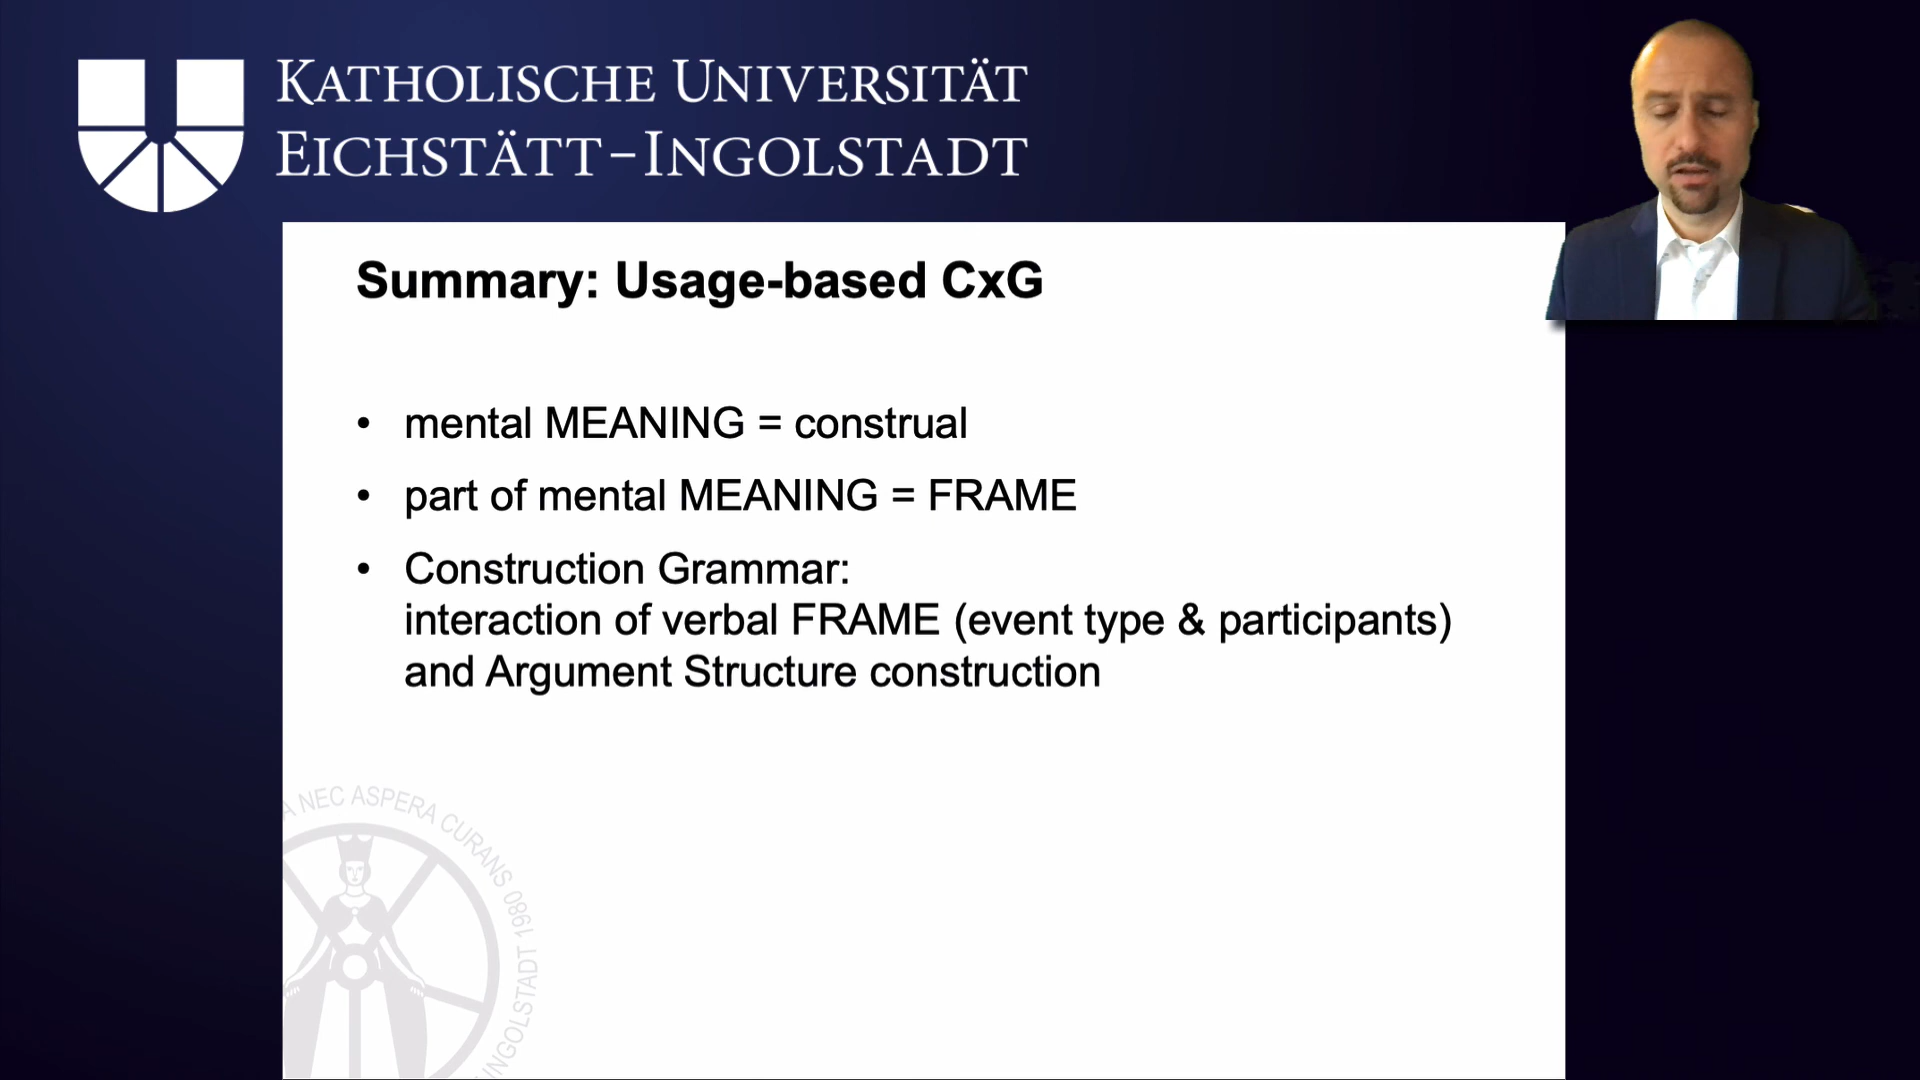 KATHOLISCHE UNIVERSITÄT
EICHSTÄTT-INGOLSTADT
Summary: Usage-based CxG
• mental MEANING = construal
• part of mental MEANING = FRAME
• Construction Grammar:
interaction of verbal FRAME (event type & participants)
and Argument Structure construction
A NEC ASPERA CURANS 1980 INGOLSTADT